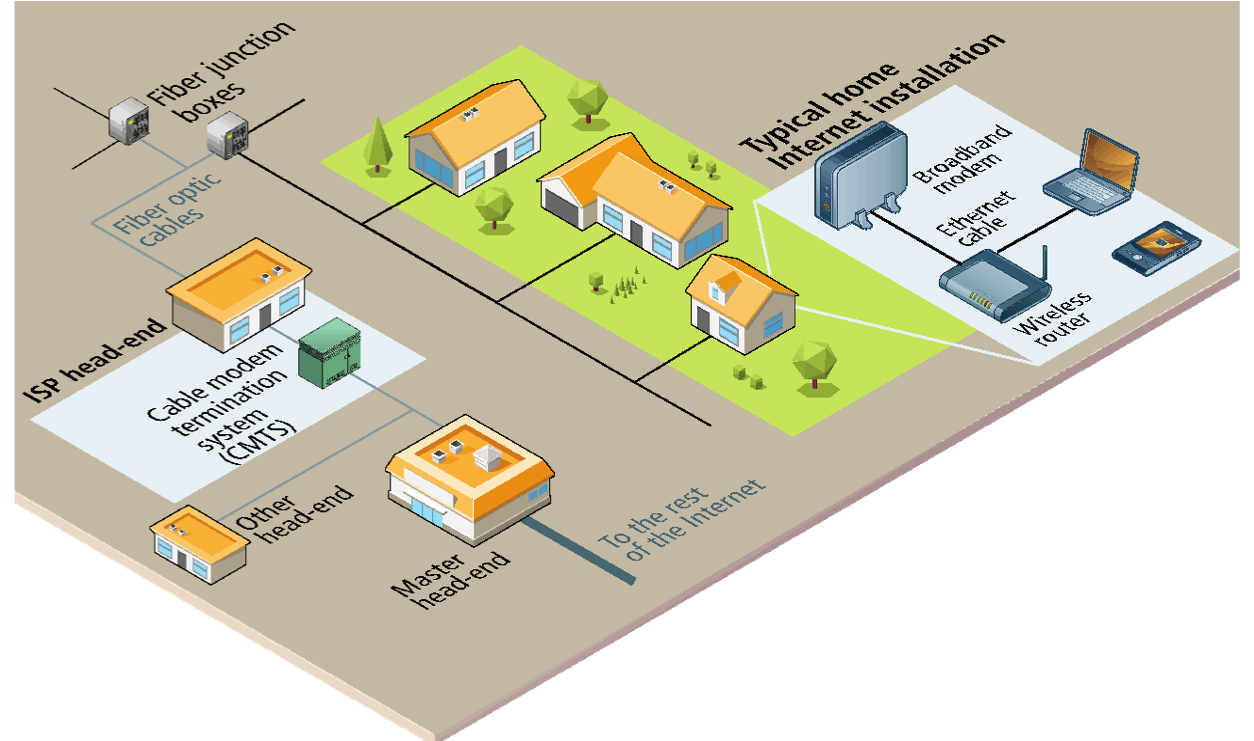 Fiber junction
boxes
Fiber optic
cables
Typical home
Internet installation
Broadband
modem
Ethernet
cable
Wireless
router
ISP head-end
Cable modem
termination
system
(CMTS)
Other
head-end
Master
head-end
To the rest
of the Internet